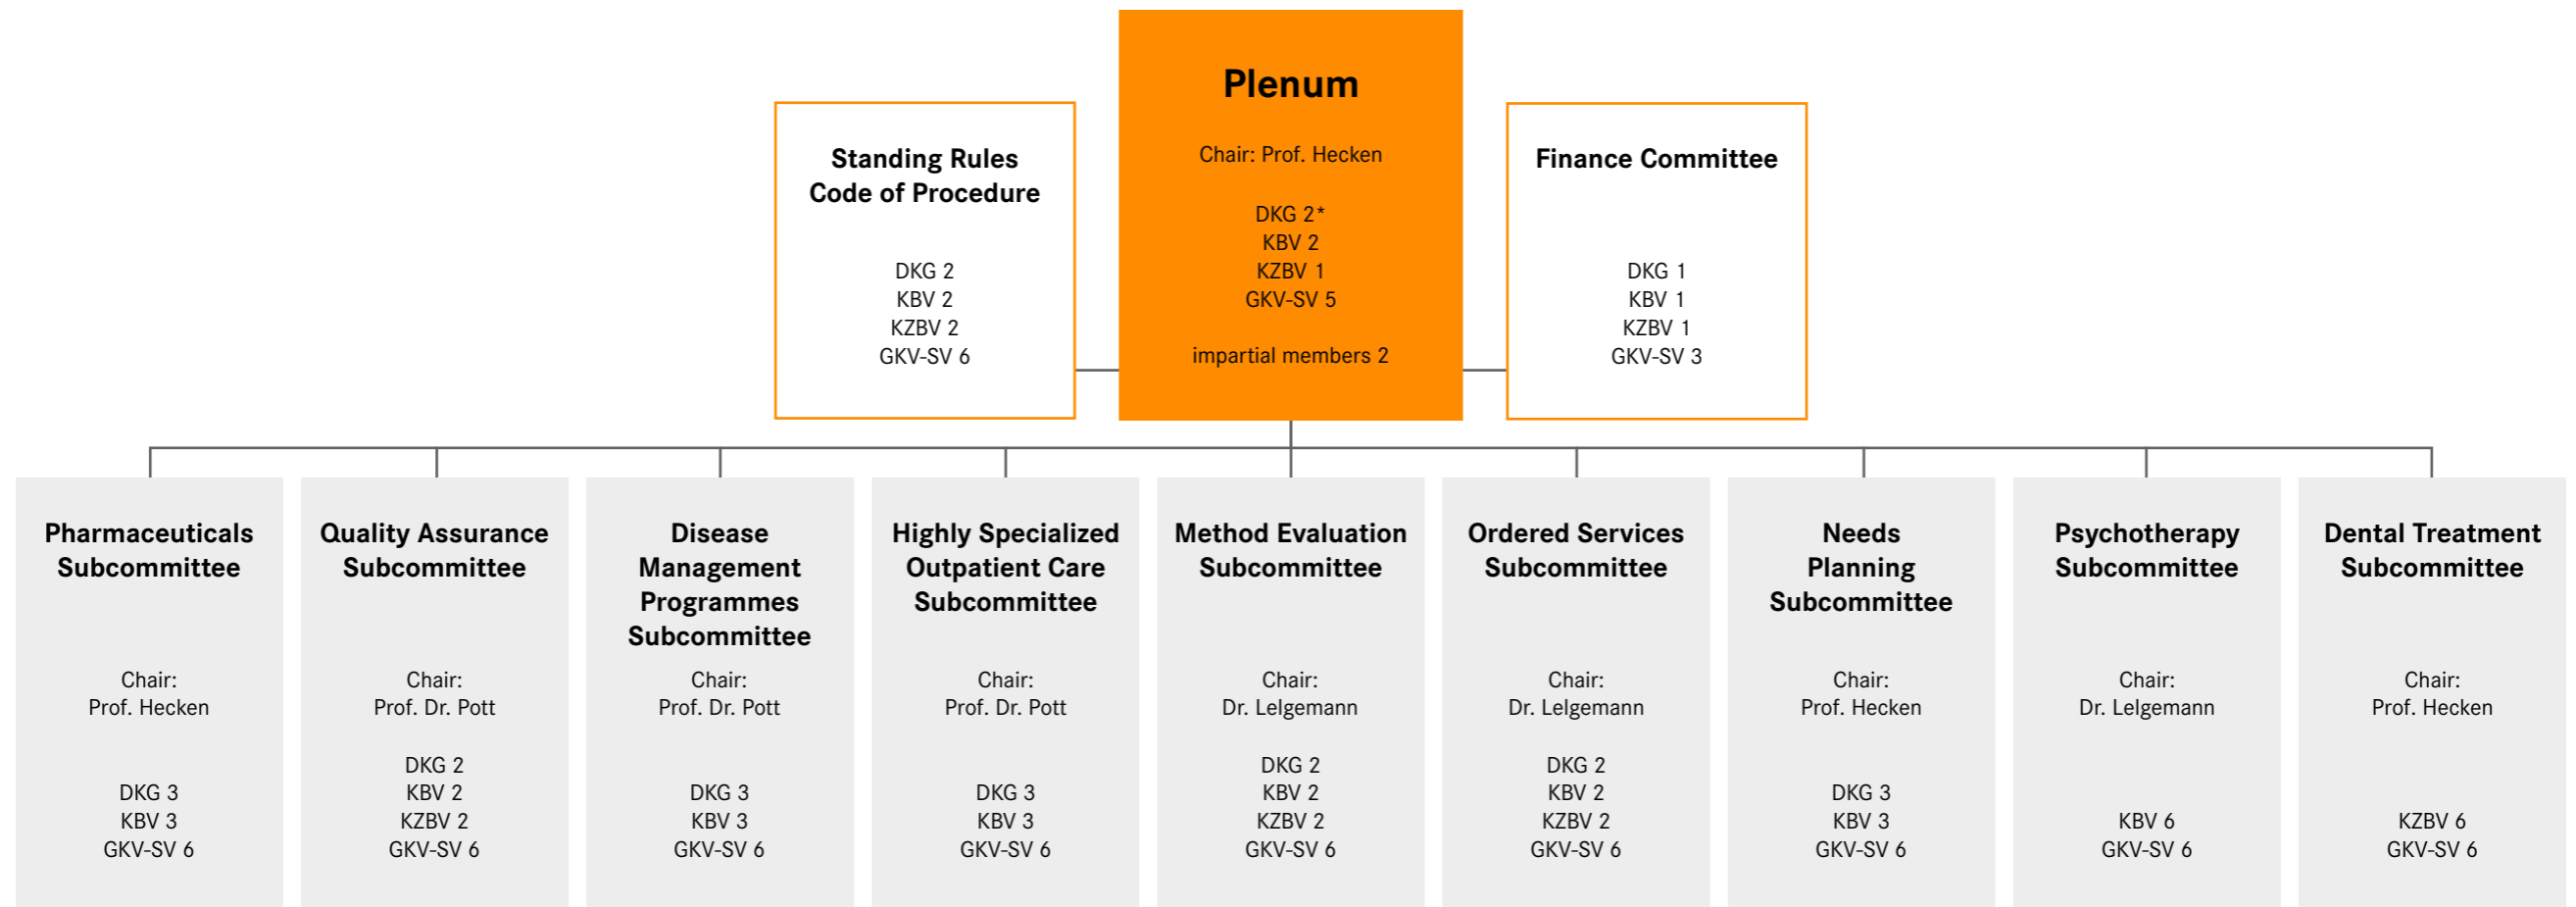 Plenum
Chair: Prof. Hecken
DKG 2*
KBV 2
KZBV 1
GKV-SV 5
impartial members 2
Standing Rules
Code of Procedure
DKG 2
KBV 2
KZBV 2
GKV-SV 6
Finance Committee
DKG 1
KBV 1
KZBV 1
GKV-SV 3
Pharmaceuticals
Subcommittee
Chair:
Prof. Hecken
DKG 3
KBV 3
GKV-SV 6
Quality Assurance
Subcommittee
Chair:
Prof. Dr. Pott
DKG 2
KBV 2
KZBV 2
GKV-SV 6
Disease
Management
Programmes
Subcommittee
Chair:
Prof. Dr. Pott
DKG 3
KBV 3
GKV-SV 6
Highly Specialized
Outpatient Care
Subcommittee
Chair:
Prof. Dr. Pott
DKG 3
KBV 3
GKV-SV 6
Method Evaluation
Subcommittee
Chair:
Dr. Lelgemann
DKG 2
KBV 2
KZBV 2
GKV-SV 6
Ordered Services
Subcommittee
Chair:
Dr. Lelgemann
DKG 2
KBV 2
KZBV 2
GKV-SV 6
Needs
Planning
Subcommittee
Chair:
Prof. Hecken
DKG 3
KBV 3
GKV-SV 6
Psychotherapy
Subcommittee
Chair:
Dr. Lelgemann
KBV 6
GKV-SV 6
Dental Treatment
Subcommittee
Chair:
Prof. Hecken
KZBV 6
GKV-SV 6